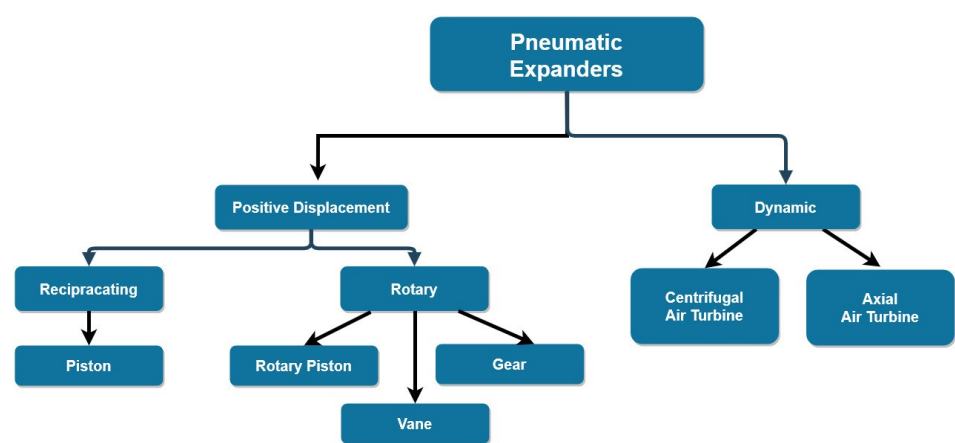 Pneumatic
Expanders
Positive Displacement
Dynamic
Recipracating
Rotary
Centrifugal
Air Turbine
Axial
Air Turbine
Piston
Rotary Piston
Gear
Vane